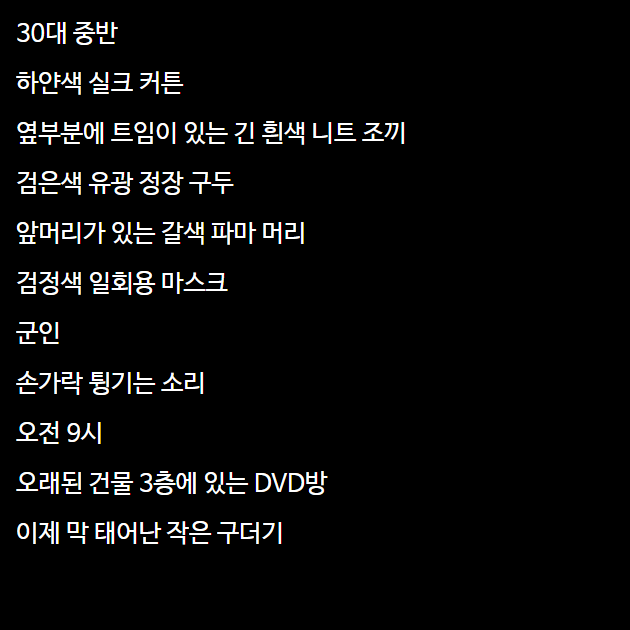 30대 중반
하얀색 실크 커튼
옆부분에 트임이 있는 긴 흰색 니트 조끼
검은색 유광 정장 구두
앞머리가 있는 갈색 파마 머리
검정색 일회용 마스크
군인
손가락 튕기는 소리
오전 9시
오래된 건물 3층에 있는 DVD방
이제 막 태어난 작은 구더기